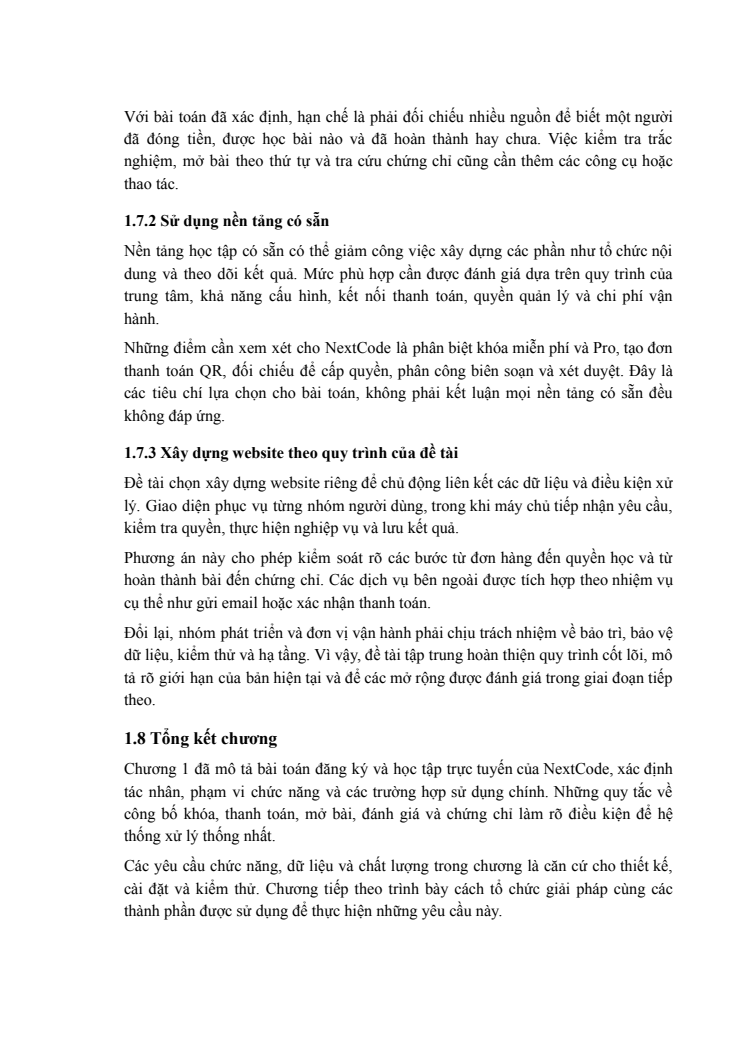 Với bài toán đã xác định, hạn chế là phải đối chiếu nhiều nguồn để biết một người
đã đóng tiền, được học bài nào và đã hoàn thành hay chưa. Việc kiểm tra trắc
nghiệm, mở bài theo thứ tự và tra cứu chứng chỉ cũng cần thêm các công cụ hoặc
thao tác.
1.7.2 Sử dụng nền tảng có sẵn
Nền tảng học tập có sẵn có thể giảm công việc xây dựng các phần như tổ chức nội
dung và theo dõi kết quả. Mức phù hợp cần được đánh giá dựa trên quy trình của
trung tâm, khả năng cấu hình, kết nối thanh toán, quyền quản lý và chi phí vận
hành.
Những điểm cần xem xét cho NextCode là phân biệt khóa miễn phí và Pro, tạo đơn
thanh toán QR, đối chiếu để cấp quyền, phân công biên soạn và xét duyệt. Đây là
các tiêu chí lựa chọn cho bài toán, không phải kết luận mọi nền tảng có sẵn đều
không đáp ứng.
1.7.3 Xây dựng website theo quy trình của đề tài
Đề tài chọn xây dựng website riêng để chủ động liên kết các dữ liệu và điều kiện xử
lý. Giao diện phục vụ từng nhóm người dùng, trong khi máy chủ tiếp nhận yêu cầu,
kiểm tra quyền, thực hiện nghiệp vụ và lưu kết quả.
Phương án này cho phép kiểm soát rõ các bước từ đơn hàng đến quyền học và từ
hoàn thành bài đến chứng chỉ. Các dịch vụ bên ngoài được tích hợp theo nhiệm vụ
cụ thể như gửi email hoặc xác nhận thanh toán.
Đổi lại, nhóm phát triển và đơn vị vận hành phải chịu trách nhiệm về bảo trì, bảo vệ
dữ liệu, kiểm thử và hạ tầng. Vì vậy, đề tài tập trung hoàn thiện quy trình cốt lõi, mô
tả rõ giới hạn của bản hiện tại và để các mở rộng được đánh giá trong giai đoạn tiếp
theo.
1.8 Tổng kết chương
Chương 1 đã mô tả bài toán đăng ký và học tập trực tuyến của NextCode, xác định
tác nhân, phạm vi chức năng và các trường hợp sử dụng chính. Những quy tắc về
công bố khóa, thanh toán, mở bài, đánh giá và chứng chỉ làm rõ điều kiện để hệ
thống xử lý thống nhất.
Các yêu cầu chức năng, dữ liệu và chất lượng trong chương là căn cứ cho thiết kế,
cài đặt và kiểm thử. Chương tiếp theo trình bày cách tổ chức giải pháp cùng các
thành phần được sử dụng để thực hiện những yêu cầu này.